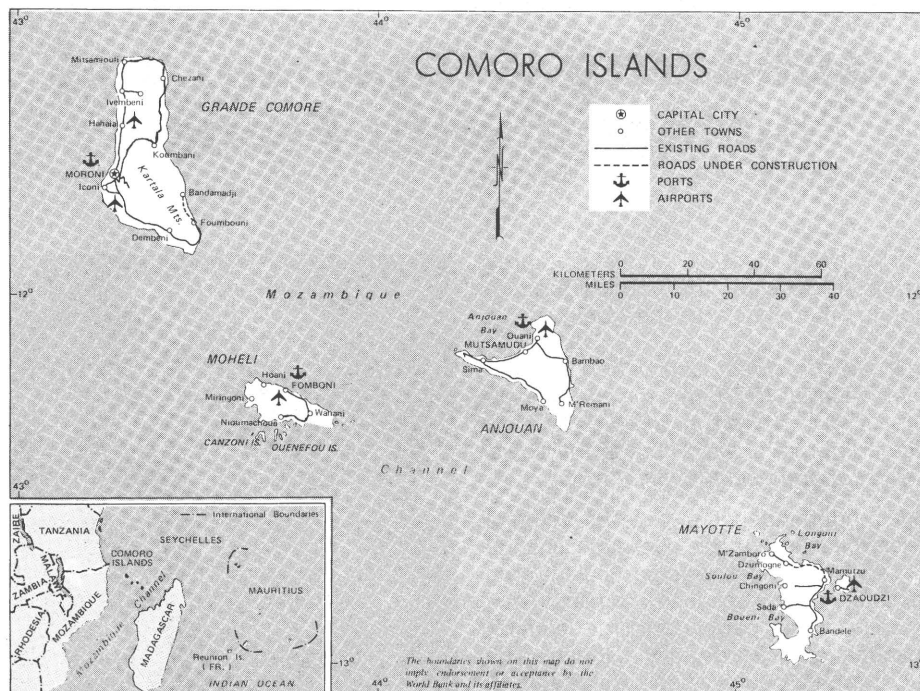 43°
44°
45°
COMORO ISLANDS
Mitsamiouli
Chezani
Ivembeni
GRANDE COMORE
Hahaia
Koumbani
MORONI
Iconi
Kartala Mts.
Bandamadji
Foumbouni
Dembeni
CAPITAL CITY
OTHER TOWNS
EXISTING ROADS
ROADS UNDER CONSTRUCTION
PORTS
AIRPORTS
0 20 40 60
KILOMETERS
MILES
0 10 20 30 40
12°
12°
Mozambique
Anjouan
Bay
Ouani
MUTSAMUDU
Sima
Bambao
Moya
M'Remani
ANJOUAN
MOHELI
Hoani
FOMBONI
Miringoni
Wahani
Nioumachoua
CANZONI IS.
OUENEFOU IS.
Channel
43°
International Boundaries
ZAIRE
TANZANIA
SEYCHELLES
COMORO
ISLANDS
MALAWI
ZAMBIA
MAURITIUS
MOZAMBIQUE
RHODESIA
Mozambique Channel
MADAGASCAR
Reunion Is.
(FR.)
INDIAN OCEAN
MAYOTTE
Longoni
Bay
M'Zamboro
Dzumogne
Mamutzu
Soulou Bay
Chingoni
DZAOUDZI
Sada
Boueni Bay
Bandele
13°
44°
The boundaries shown on this map do not
imply endorsement or acceptance by the
World Bank and its affiliates.
45°